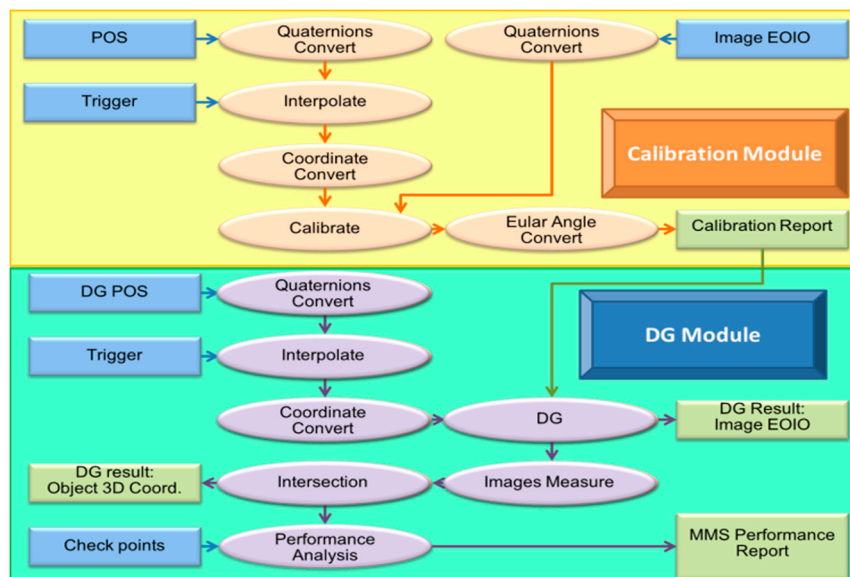 POS
Quaternions
Convert
Quaternions
Convert
Image EOIO
Trigger
Interpolate
Calibration Module
Coordinate
Convert
Calibrate
Eular Angle
Convert
Calibration Report
DG POS
Quaternions
Convert
DG Module
Trigger
Interpolate
Coordinate
Convert
DG
DG Result:
Image EOIO
DG result:
Object 3D Coord.
Intersection
Images Measure
Check points
Performance
Analysis
MMS Performance
Report